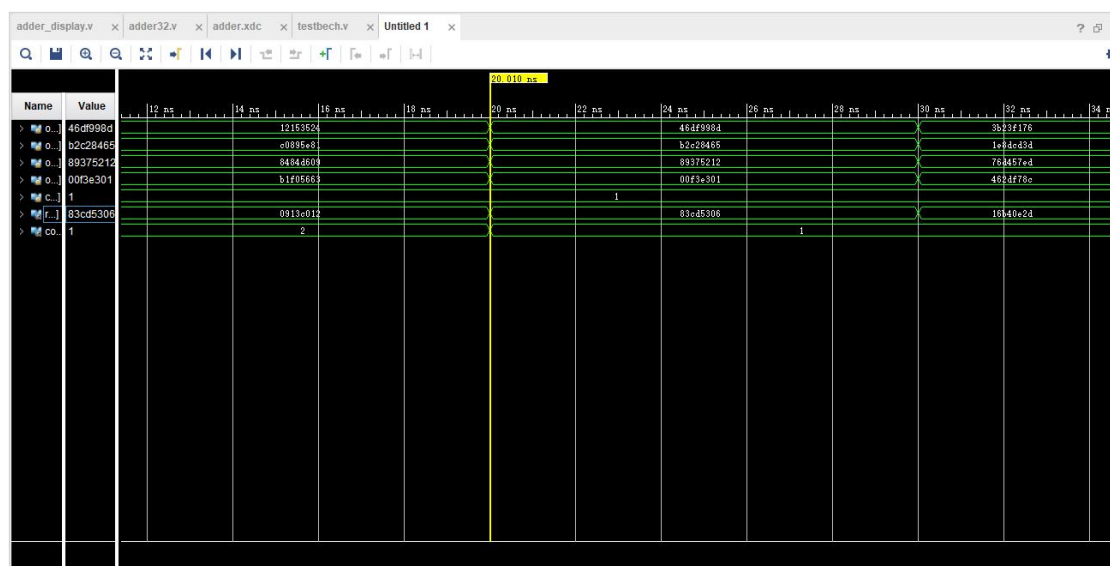 adder_display.v × adder32.v × adder.xdc × testbech.v × Untitled 1 × ?
20.010 ns
Name Value 12 ns 14 ns 16 ns 18 ns 20 ns 22 ns 24 ns 26 ns 28 ns 30 ns 32 ns 34
o...] 46df998d 12153524 46df998d 3b23f176
o...] b2c28465 c0895e81 b2c28465 1e8dcd3d
o...] 89375212 8484d609 89375212 76d457ed
o...] 00f3e301 b1f05663 00f3e301 462df78c
c...] 1 1
r...] 83cd5306 0913c012 83cd5306 16b40e2d
co... 1 2 1